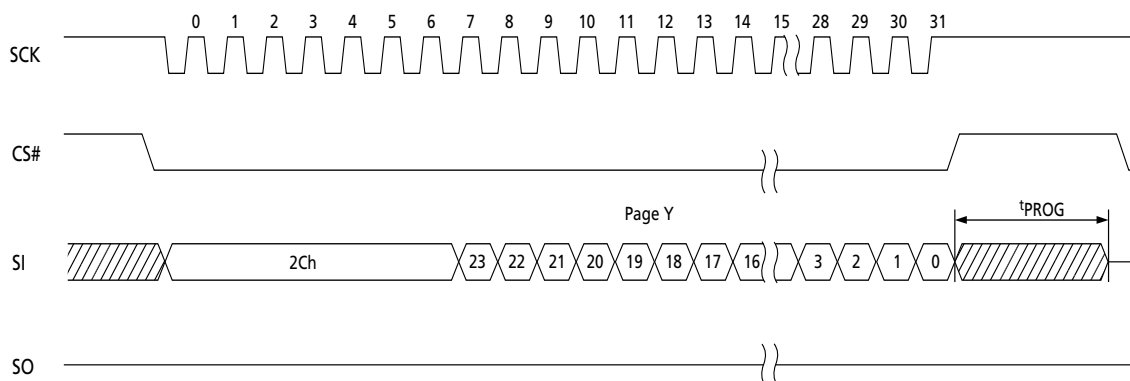 0 1 2 3 4 5 6 7 8 9 10 11 12 13 14 15 28 29 30 31
SCK
CS#
Page Y
tPROG
SI 2Ch 23 22 21 20 19 18 17 16 3 2 1 0
SO